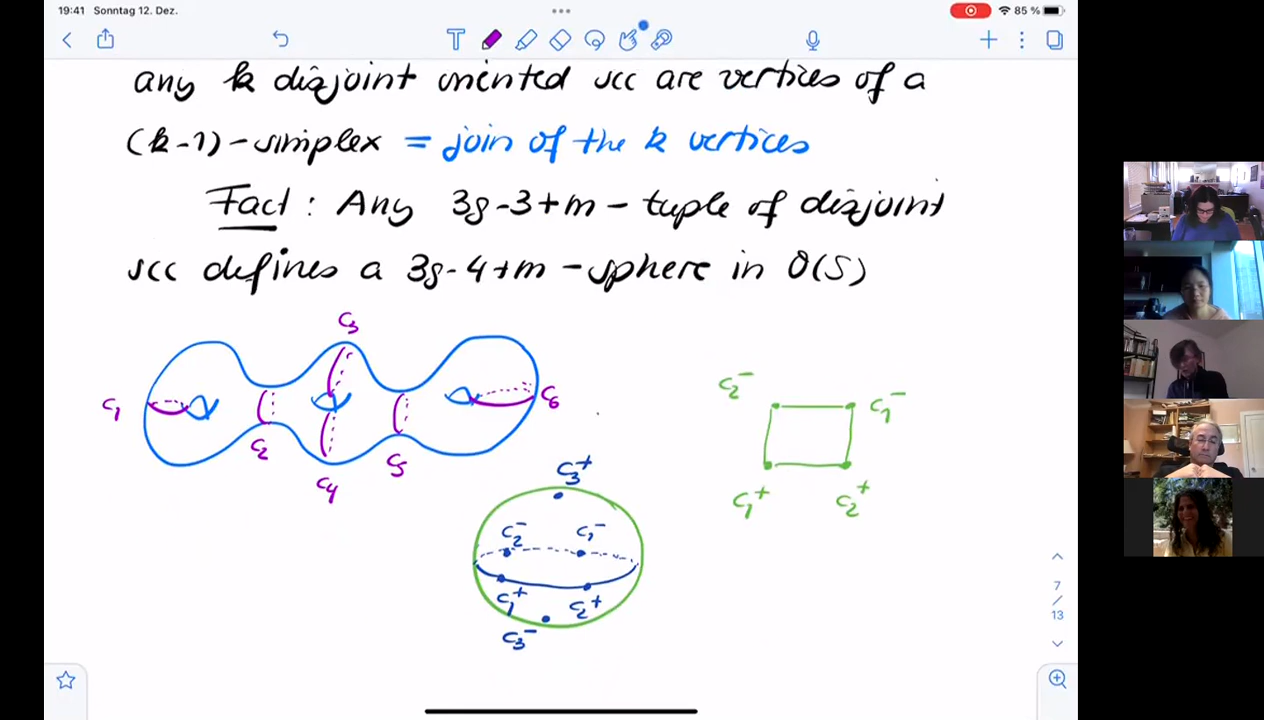 19:41 Sonntag 12. Dez.
85 %
any k disjoint oriented scc are vertices of a
(k-1)-simplex = join of the k vertices
Fact: Any 3g-3+m-tuple of disjoint
scc defines a 3g-4+m-sphere in O(S)
c3
c1
c2
c4
c5
c6
c2⁻
c1⁻
c1⁺
c2⁺
c3⁺
c2⁻
c1⁻
c1⁺
c2⁺
c3⁻
7
/
13